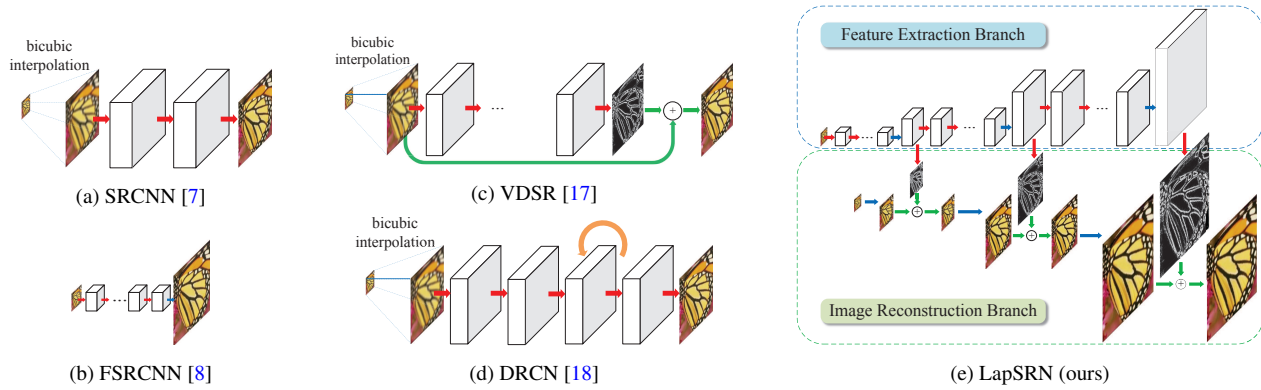 bicubic
interpolation
(a) SRCNN [7]
(b) FSRCNN [8]
bicubic
interpolation
...
+
(c) VDSR [17]
bicubic
interpolation
(d) DRCN [18]
Feature Extraction Branch
Image Reconstruction Branch
(e) LapSRN (ours)